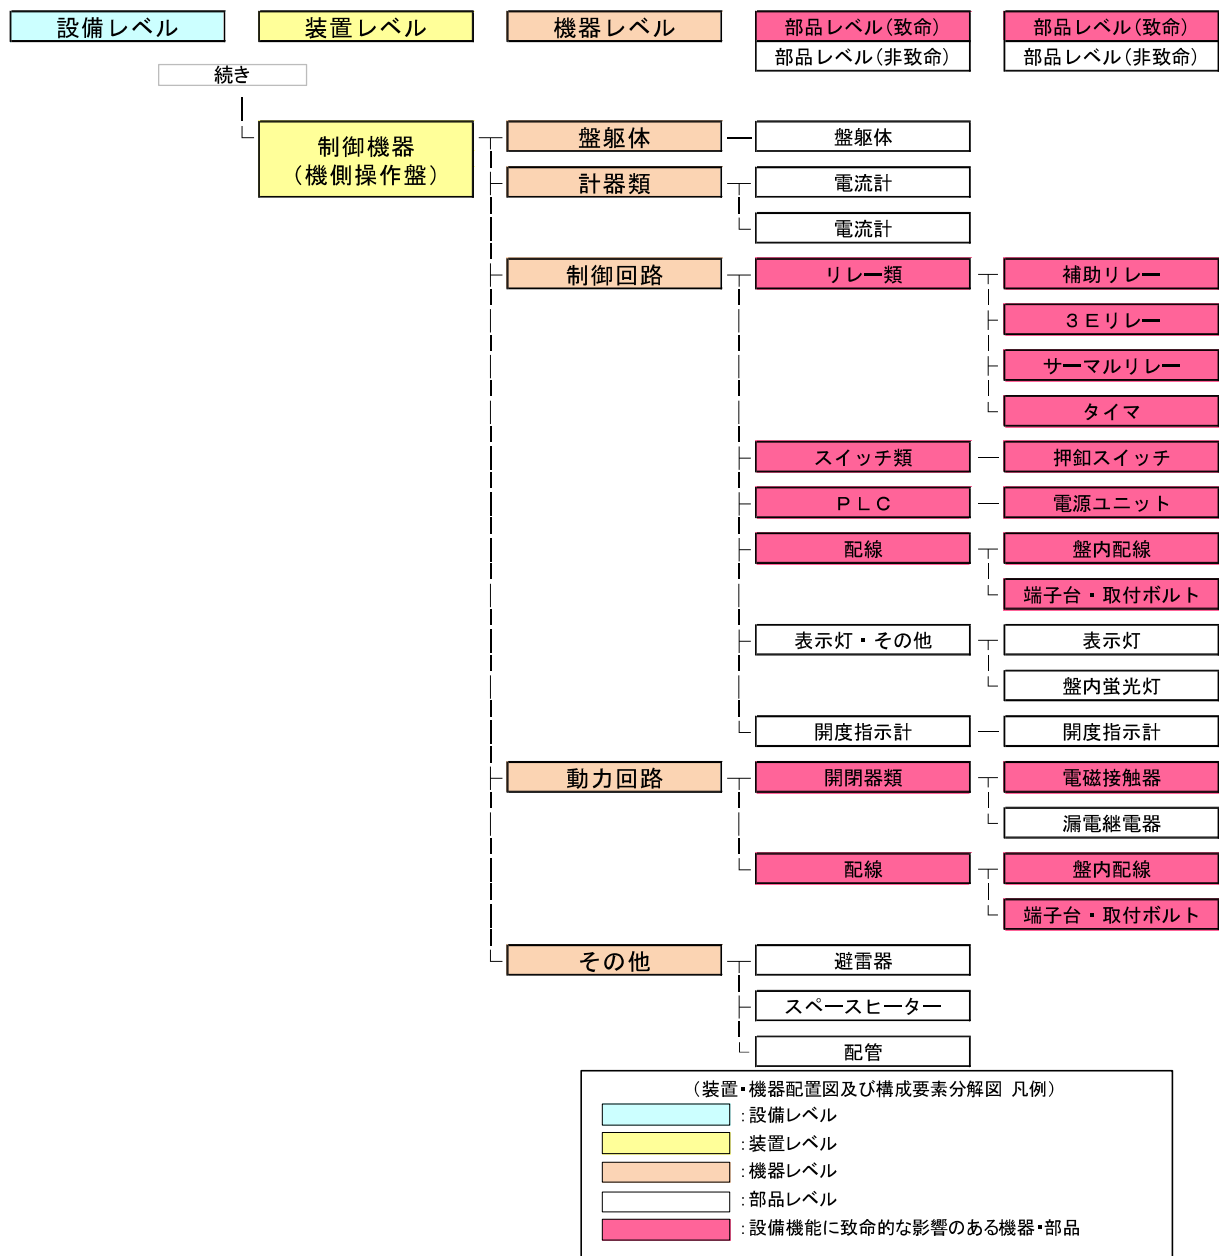 設備レベル
装置レベル
機器レベル
部品レベル(致命)
部品レベル(致命)
部品レベル(非致命)
部品レベル(非致命)
続き
制御機器
（機側操作盤）
盤躯体
盤躯体
計器類
電流計
電流計
制御回路
リレー類
補助リレー
３Ｅリレー
サーマルリレー
タイマ
スイッチ類
押釦スイッチ
ＰＬＣ
電源ユニット
配線
盤内配線
端子台・取付ボルト
表示灯・その他
表示灯
盤内蛍光灯
開度指示計
開度指示計
動力回路
開閉器類
電磁接触器
漏電継電器
配線
盤内配線
端子台・取付ボルト
その他
避雷器
スペースヒーター
配管
（装置・機器配置図及び構成要素分解図 凡例）
：設備レベル
：装置レベル
：機器レベル
：部品レベル
：設備機能に致命的な影響のある機器・部品